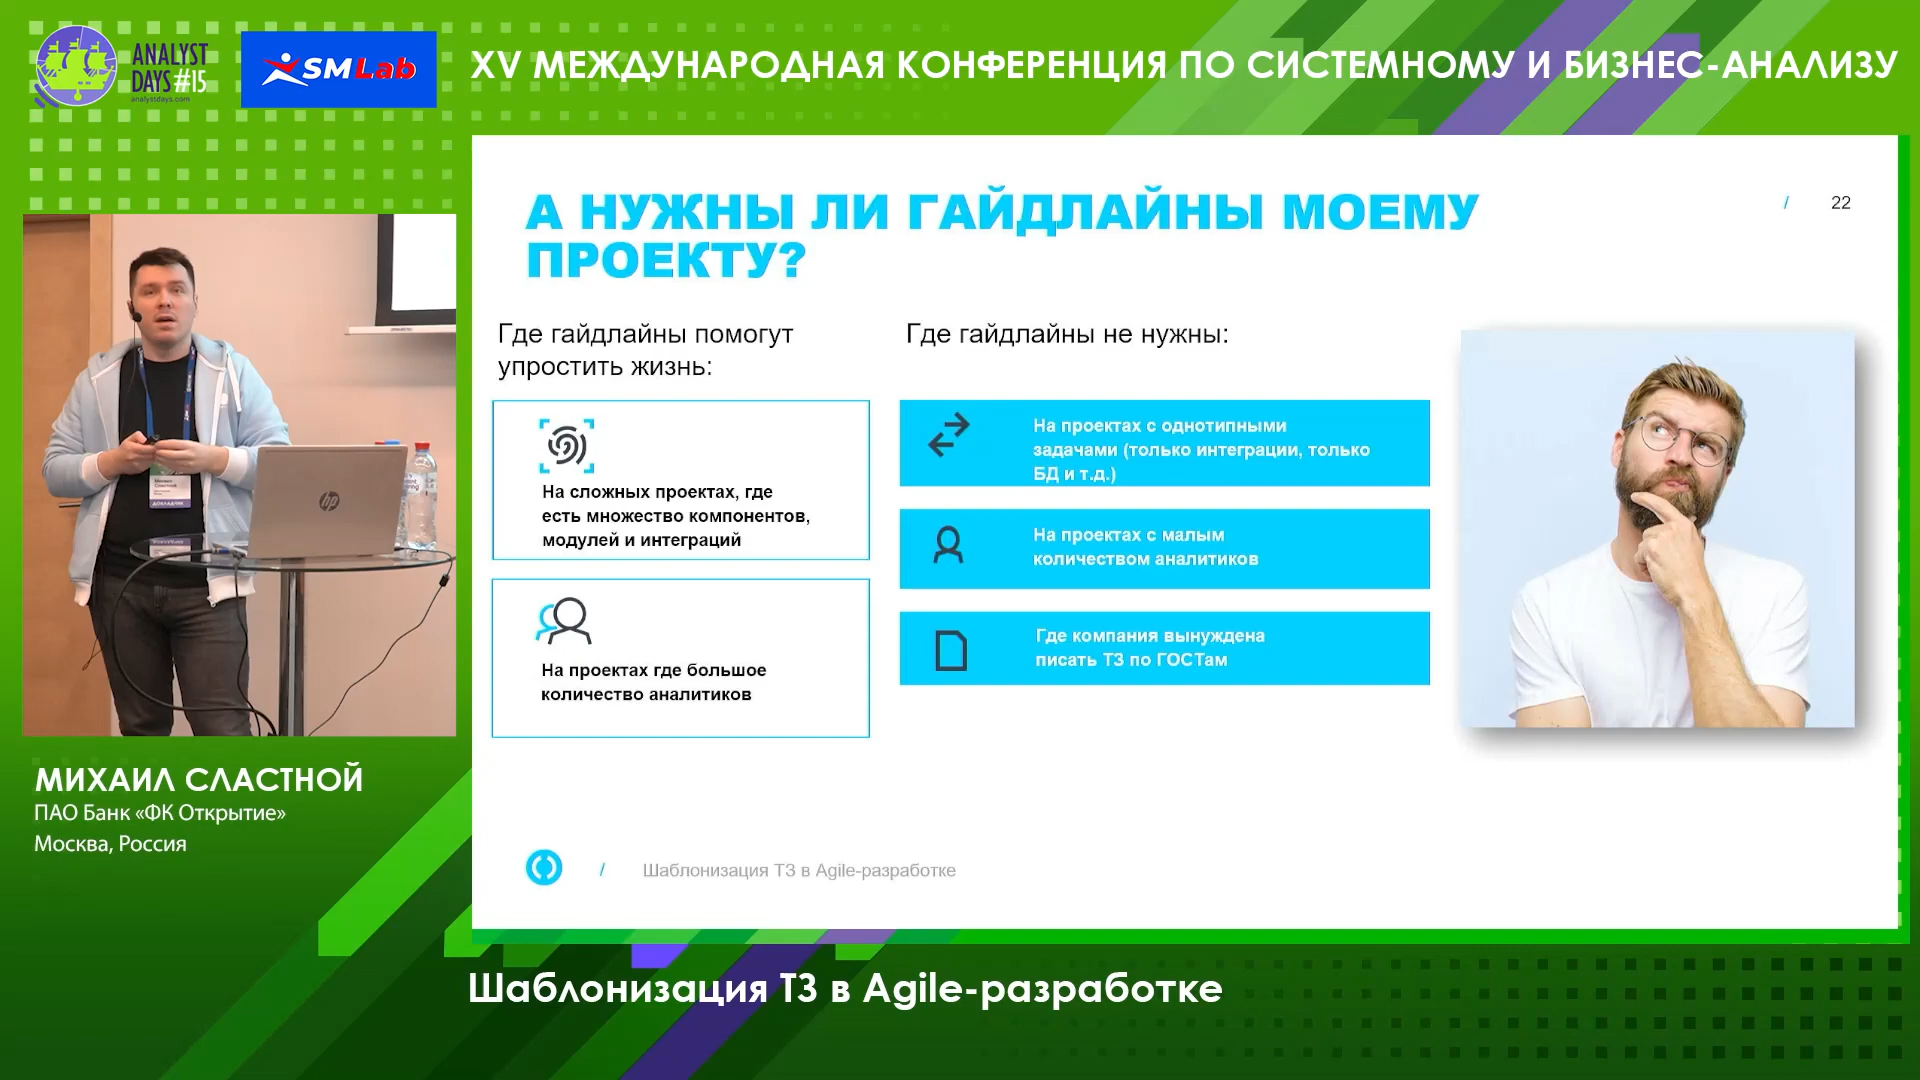 ANALYST
DAYS #15
analystdays.com
SMLab
XV МЕЖДУНАРОДНАЯ КОНФЕРЕНЦИЯ ПО СИСТЕМНОМУ И БИЗНЕС-АНАЛИЗУ
А НУЖНЫ ЛИ ГАЙДЛАЙНЫ МОЕМУ
ПРОЕКТУ?
/ 22
Где гайдлайны помогут
упростить жизнь:
На сложных проектах, где
есть множество компонентов,
модулей и интеграций
На проектах где большое
количество аналитиков
Где гайдлайны не нужны:
На проектах с однотипными
задачами (только интеграции, только
БД и т.д.)
На проектах с малым
количеством аналитиков
Где компания вынуждена
писать ТЗ по ГОСТам
/ Шаблонизация ТЗ в Agile-разработке
hp
ДОКЛАДЧИК
МИХАИЛ СЛАСТНОЙ
ПАО Банк «ФК Открытие»
Москва, Россия
Шаблонизация ТЗ в Agile-разработке